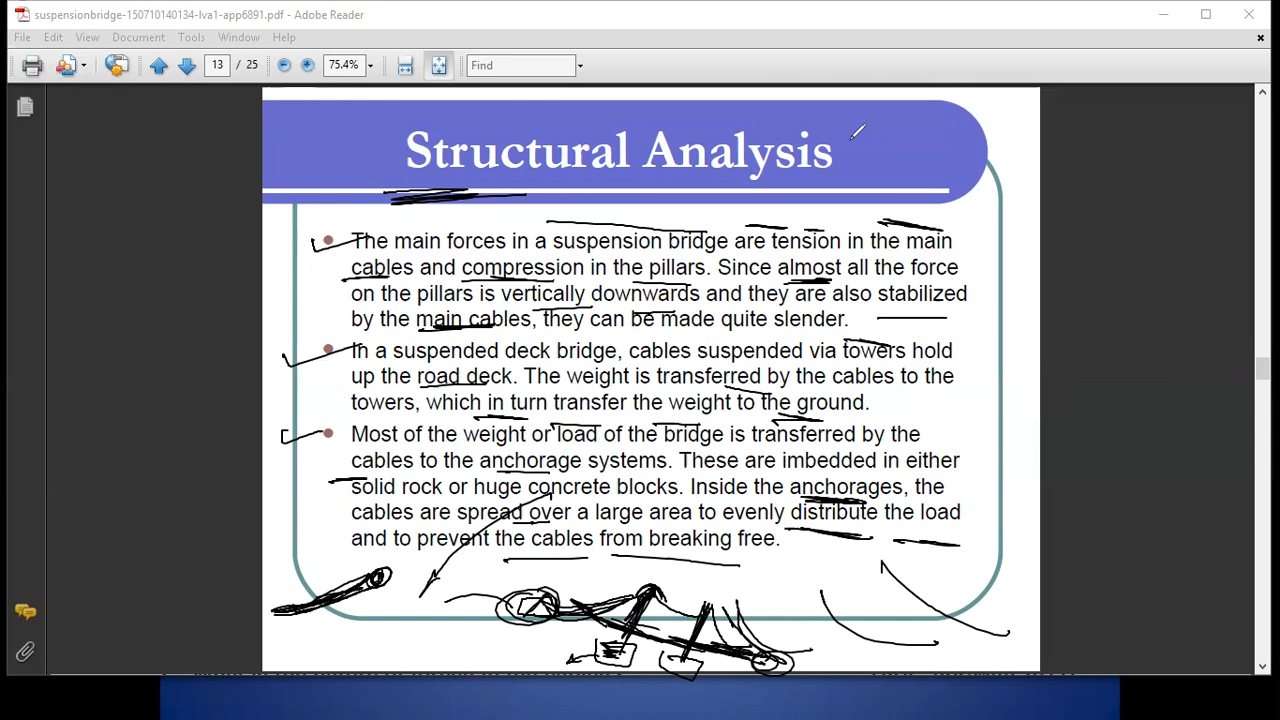 suspensionbridge-150710140134-lva1-app6891.pdf - Adobe Reader
File Edit View Document Tools Window Help
13 / 25 75.4% Find
Structural Analysis
The main forces in a suspension bridge are tension in the main
cables and compression in the pillars. Since almost all the force
on the pillars is vertically downwards and they are also stabilized
by the main cables, they can be made quite slender.
In a suspended deck bridge, cables suspended via towers hold
up the road deck. The weight is transferred by the cables to the
towers, which in turn transfer the weight to the ground.
Most of the weight or load of the bridge is transferred by the
cables to the anchorage systems. These are imbedded in either
solid rock or huge concrete blocks. Inside the anchorages, the
cables are spread over a large area to evenly distribute the load
and to prevent the cables from breaking free.